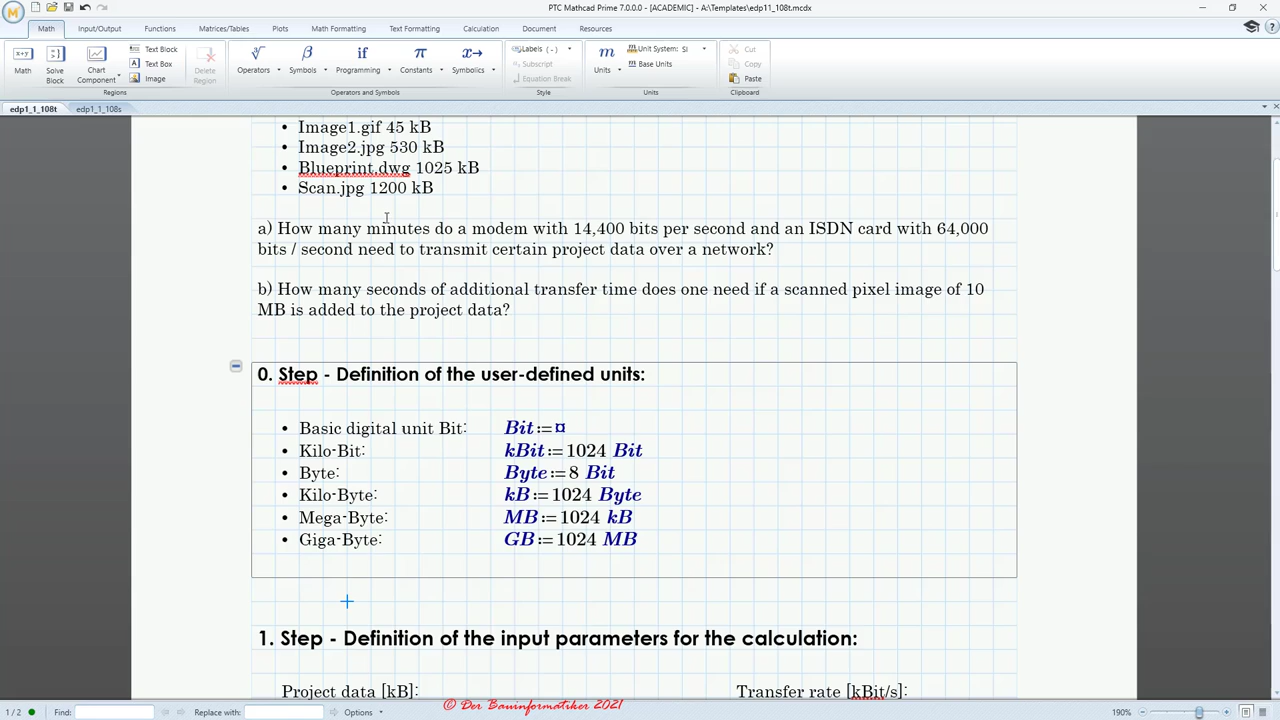 PTC Mathcad Prime 7.0.0.0 - [ACADEMIC] - A:\Templates\edp11_108t.mcdx
Math Input/Output Functions Matrices/Tables Plots Math Formatting Text Formatting Calculation Document Resources
Math
Solve Block
Chart Component
Text Block
Text Box
Image
Delete Region
Regions
Operators
Symbols
if
Programming
π
Constants
Symbolics
Operators and Symbols
Labels ( - )
Subscript
Equation Break
Style
Units
Unit System: SI
Base Units
Units
Cut
Copy
Paste
Clipboard
edp1_1_108t edp1_1_108s
• Image1.gif 45 kB
• Image2.jpg 530 kB
• Blueprint.dwg 1025 kB
• Scan.jpg 1200 kB
a) How many minutes do a modem with 14,400 bits per second and an ISDN card with 64,000
bits / second need to transmit certain project data over a network?
b) How many seconds of additional transfer time does one need if a scanned pixel image of 10
MB is added to the project data?
0. Step - Definition of the user-defined units:
• Basic digital unit Bit: Bit:=¤
• Kilo-Bit: kBit:=1024 Bit
• Byte: Byte:=8 Bit
• Kilo-Byte: kB:=1024 Byte
• Mega-Byte: MB:=1024 kB
• Giga-Byte: GB:=1024 MB
1. Step - Definition of the input parameters for the calculation:
Project data [kB]: Transfer rate [kBit/s]:
© Der Bauinformatiker 2021
1 / 2 Find: Replace with: Options 190%